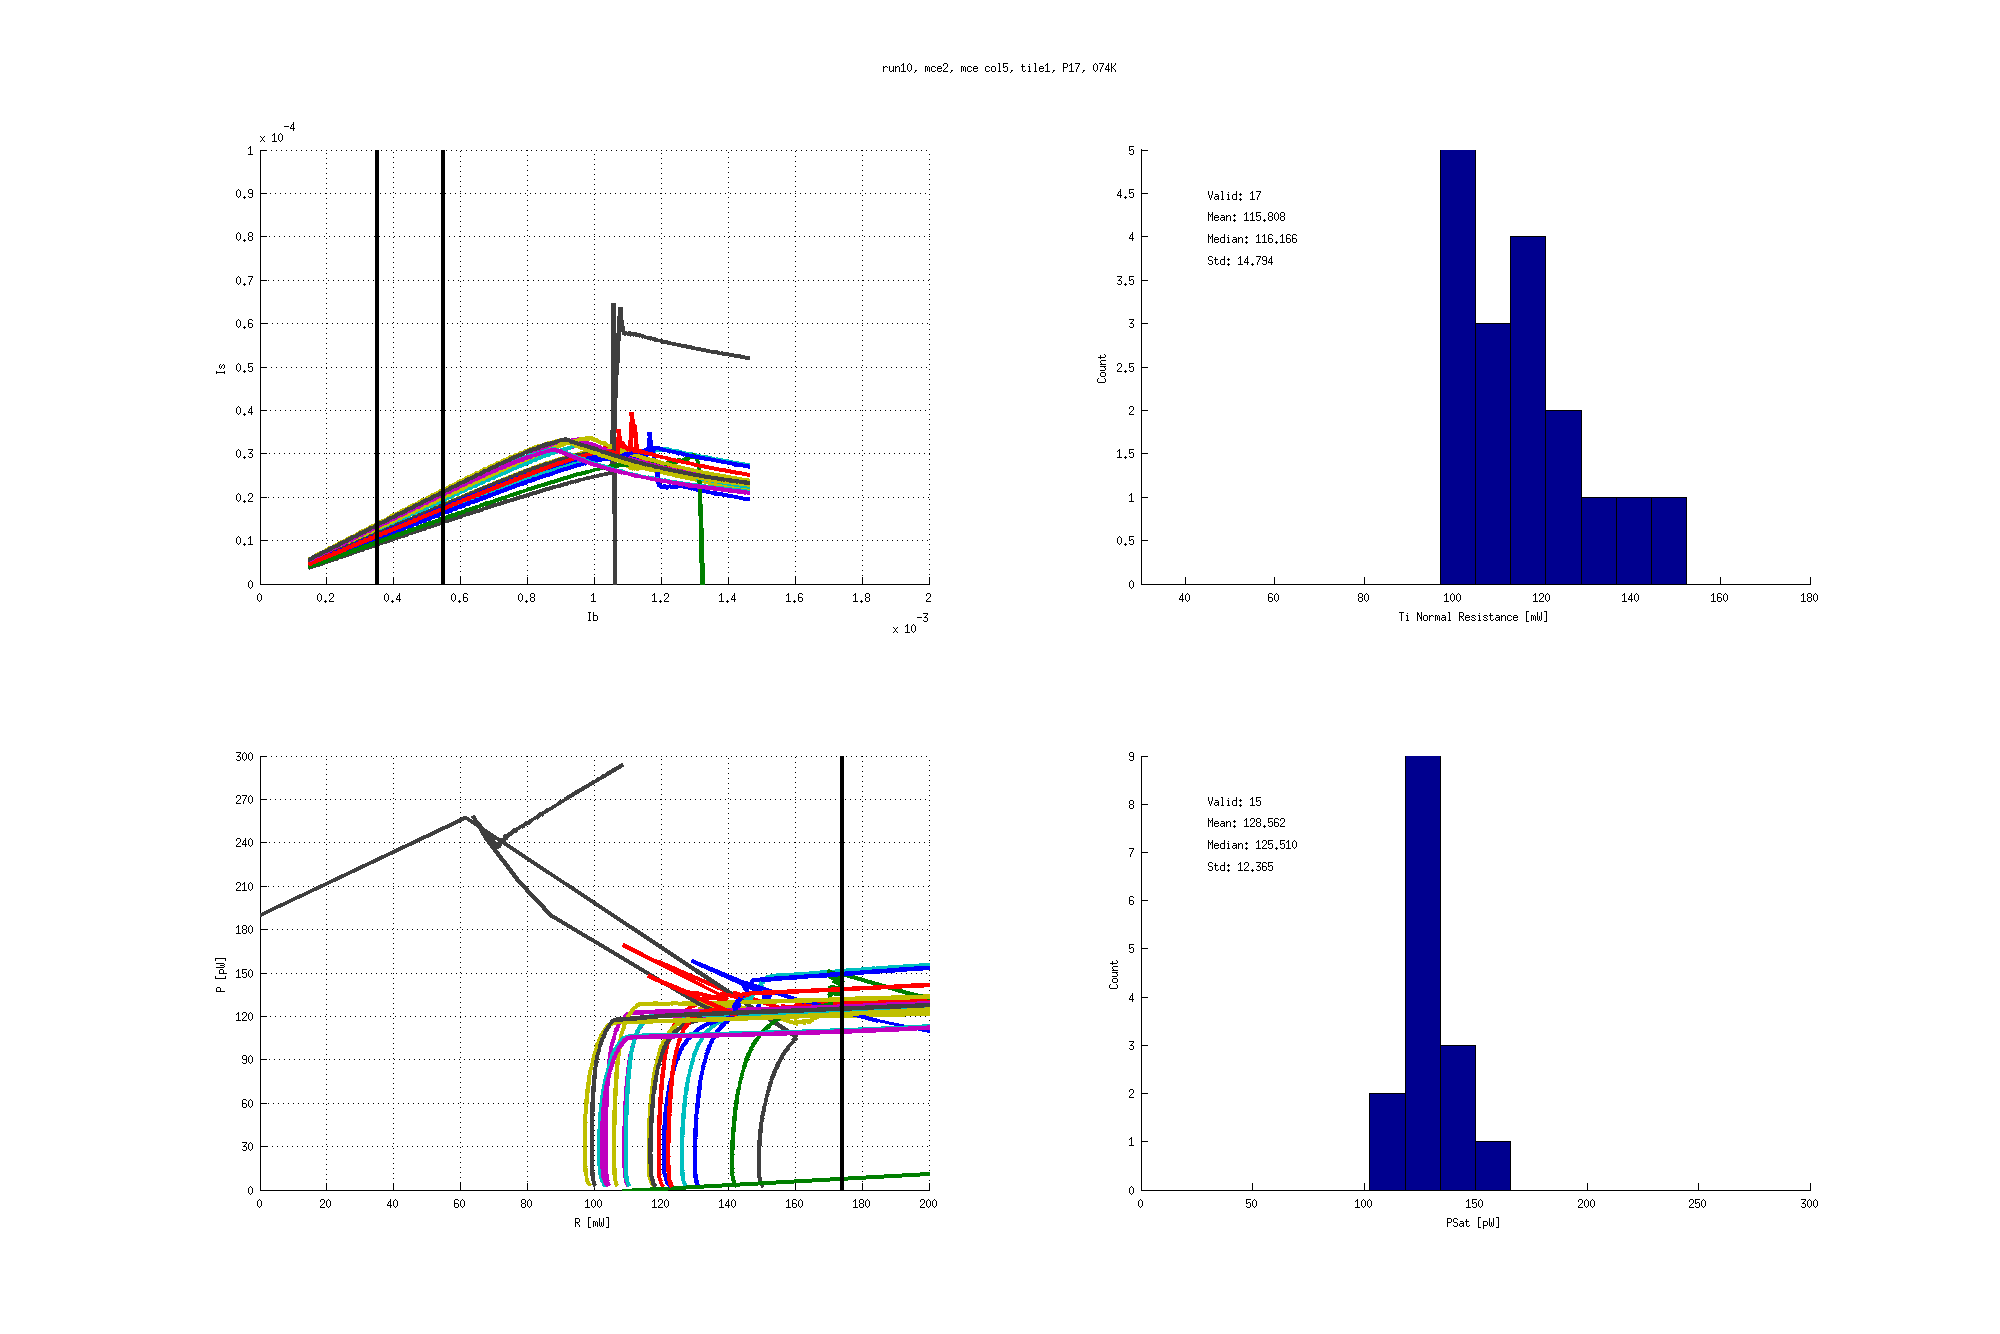 run10, mce2, mce col5, tile1, P17, 074K
x 10^-4
1
0.9
0.8
0.7
0.6
0.5
0.4
0.3
0.2
0.1
0
Is
0 0.2 0.4 0.6 0.8 1 1.2 1.4 1.6 1.8 2
Ib
x 10^-3
5
4.5
4
3.5
3
2.5
2
1.5
1
0.5
0
Count
Valid: 17
Mean: 115.808
Median: 116.166
Std: 14.794
40 60 80 100 120 140 160 180
Ti Normal Resistance [mW]
300
270
240
210
180
150
120
90
60
30
0
P [pW]
0 20 40 60 80 100 120 140 160 180 200
R [mW]
9
8
7
6
5
4
3
2
1
0
Count
Valid: 15
Mean: 128.562
Median: 125.510
Std: 12.365
0 50 100 150 200 250 300
PSat [pW]